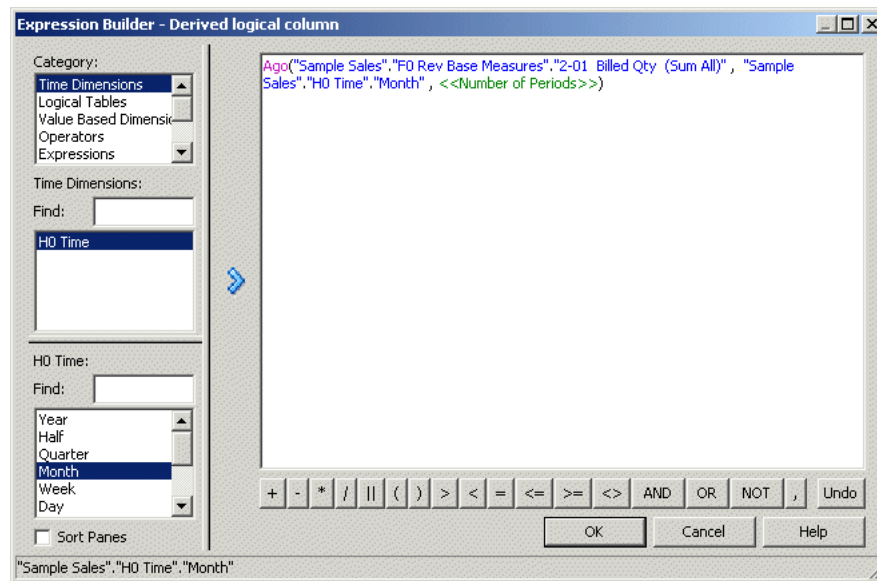 Expression Builder - Derived logical column
Category:
Time Dimensions
Logical Tables
Value Based Dimensi
Operators
Expressions
Time Dimensions:
Find:
H0 Time
H0 Time:
Find:
Year
Half
Quarter
Month
Week
Day
Sort Panes
Ago("Sample Sales"."F0 Rev Base Measures"."2-01  Billed Qty  (Sum All)" ,  "Sample
Sales"."H0 Time"."Month" , <<Number of Periods>>)
+ - * / || ( ) > < = <= >= <> AND OR NOT , Undo
OK Cancel Help
"Sample Sales"."H0 Time"."Month"